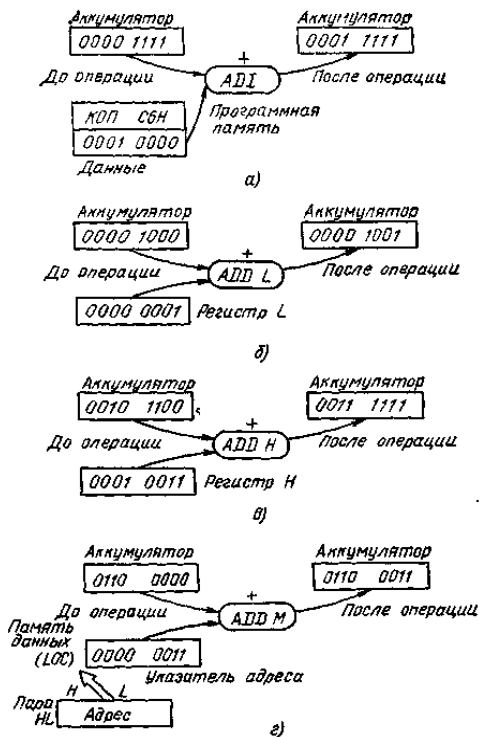 Аккумулятор Аккумулятор
0000 1111 + 0001 1111
До операции ADI После операции
КОП С6Н Программная
0001 0000 память
Данные
а)
Аккумулятор Аккумулятор
0000 1000 + 0000 1001
До операции ADD L После операции
0000 0001 Регистр L
б)
Аккумулятор Аккумулятор
0010 1100 + 0011 1111
До операции ADD H После операции
0001 0011 Регистр H
в)
Аккумулятор Аккумулятор
0110 0000 + 0110 0011
До операции ADD M После операции
Память
данных
(LOC) 0000 0011
Указатель адреса
H L
Пара
HL Адрес
г)